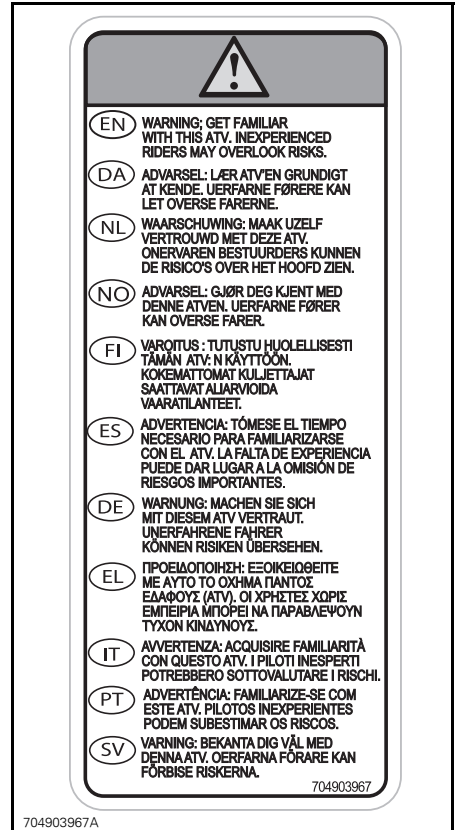 EN WARNING; GET FAMILIAR
WITH THIS ATV. INEXPERIENCED
RIDERS MAY OVERLOOK RISKS.
DA ADVARSEL: LÆR ATV'EN GRUNDIGT
AT KENDE. UERFARNE FØRERE KAN
LET OVERSE FARERNE.
NL WAARSCHUWING: MAAK UZELF
VERTROUWD MET DEZE ATV.
ONERVAREN BESTUURDERS KUNNEN
DE RISICO'S OVER HET HOOFD ZIEN.
NO ADVARSEL: GJØR DEG KJENT MED
DENNE ATVEN. UERFARNE FØRER
KAN OVERSE FARER.
FI VAROITUS : TUTUSTU HUOLELLISESTI
TÄMÄN ATV: N KÄYTTÖÖN.
KOKEMATTOMAT KULJETTAJAT
SAATTAVAT ALIARVIOIDA
VAARATILANTEET.
ES ADVERTENCIA: TÓMESE EL TIEMPO
NECESARIO PARA FAMILIARIZARSE
CON EL ATV. LA FALTA DE EXPERIENCIA
PUEDE DAR LUGAR A LA OMISIÓN DE
RIESGOS IMPORTANTES.
DE WARNUNG: MACHEN SIE SICH
MIT DIESEM ATV VERTRAUT.
UNERFAHRENE FAHRER
KÖNNEN RISIKEN ÜBERSEHEN.
EL ΠΡΟΕΙΔΟΠΟΙΗΣΗ: ΕΞΟΙΚΕΙΩΘΕΙΤΕ
ΜΕ ΑΥΤΟ ΤΟ ΟΧΗΜΑ ΠΑΝΤΟΣ
ΕΔΑΦΟΥΣ (ATV). ΟΙ ΧΡΗΣΤΕΣ ΧΩΡΙΣ
ΕΜΠΕΙΡΙΑ ΜΠΟΡΕΙ ΝΑ ΠΑΡΑΒΛΕΨΟΥΝ
ΤΥΧΟΝ ΚΙΝΔΥΝΟΥΣ.
IT AVVERTENZA: ACQUISIRE FAMILIARITÀ
CON QUESTO ATV. I PILOTI INESPERTI
POTREBBERO SOTTOVALUTARE I RISCHI.
PT ADVERTÊNCIA: FAMILIARIZE-SE COM
ESTE ATV. PILOTOS INEXPERIENTES
PODEM SUBESTIMAR OS RISCOS.
SV VARNING: BEKANTA DIG VÄL MED
DENNA ATV. OERFARNA FÖRARE KAN
FÖRBISE RISKERNA.
704903967
704903967A